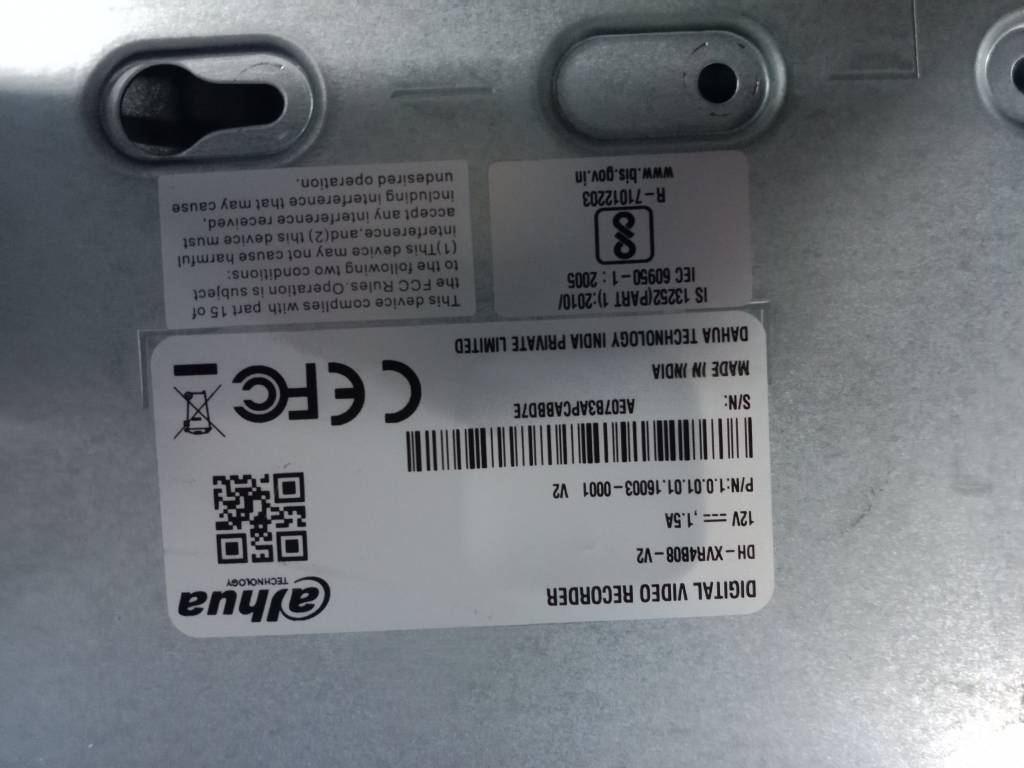 DIGITAL VIDEO RECORDER
alhua
TECHNOLOGY
DH-XVR4B08-V2
12V ⎓ ,1.5A
P/N:1.0.01.01.16003-0001 V2
S/N: AE07B3APCABBD7E
MADE IN INDIA
DAHUA TECHNOLOGY INDIA PRIVATE LIMITED
CE FC
IS 13252(PART 1):2010/
IEC 60950-1 : 2005
R-71012203
www.bis.gov.in
This device complies with part 15 of
the FCC Rules.Operation is subject
to the following two conditions:
(1)This device may not cause harmful
interference,and(2) this device must
accept any interference received,
including interference that may cause
undesired operation.